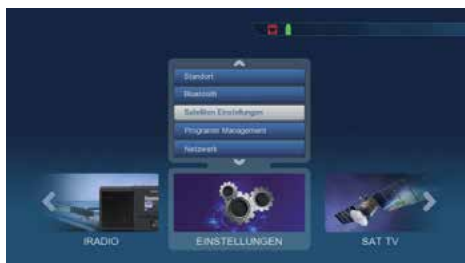 Standort
Bluetooth
Satelliten Einstellungen
Programm Management
Netzwerk
IRADIO
EINSTELLUNGEN
SAT TV